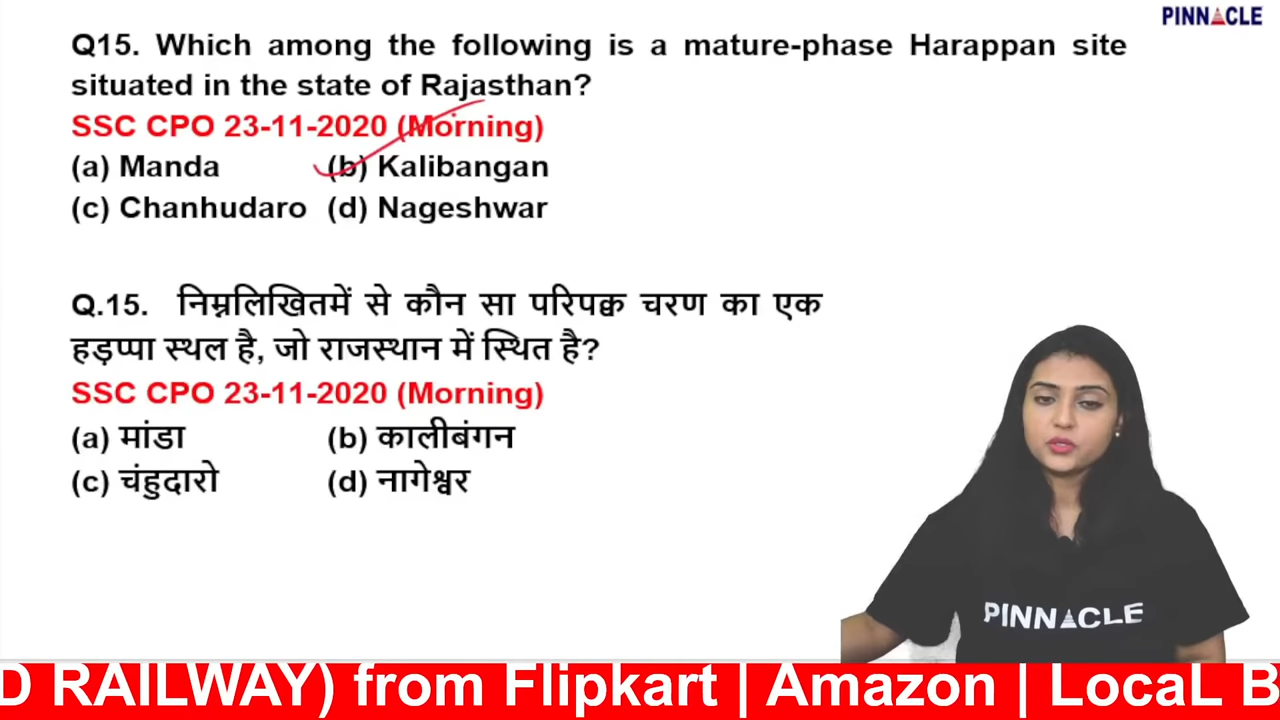 PINNACLE
Q15. Which among the following is a mature-phase Harappan site
situated in the state of Rajasthan?
SSC CPO 23-11-2020 (Morning)
(a) Manda (b) Kalibangan
(c) Chanhudaro (d) Nageshwar
Q.15. निम्नलिखितमें से कौन सा परिपक्व चरण का एक
हड़प्पा स्थल है, जो राजस्थान में स्थित है?
SSC CPO 23-11-2020 (Morning)
(a) मांडा (b) कालीबंगन
(c) चंहुदारो (d) नागेश्वर
PINNACLE
D RAILWAY) from Flipkart | Amazon | LocaL B